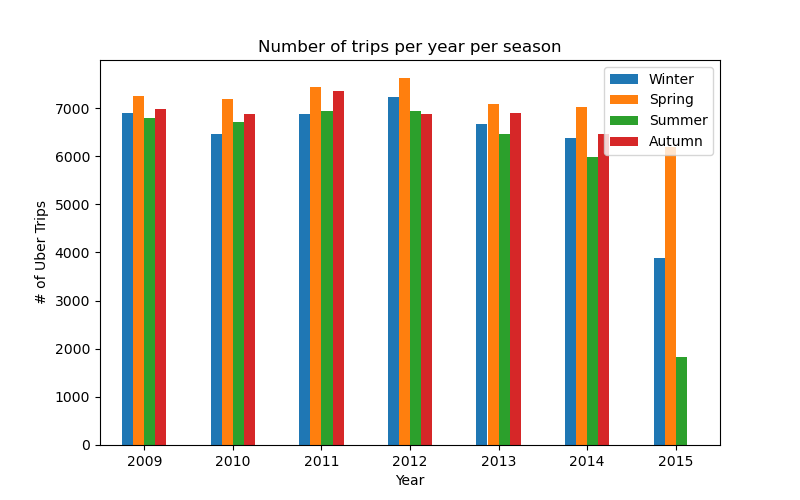 Number of trips per year per season
Winter
Spring
Summer
Autumn
7000
6000
5000
4000
3000
2000
1000
0
# of Uber Trips
2009 2010 2011 2012 2013 2014 2015
Year